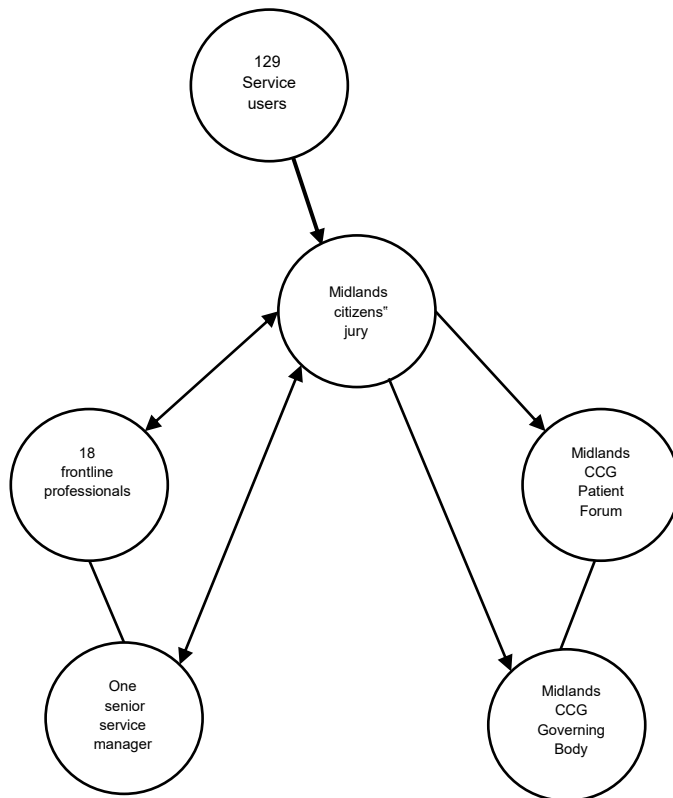 129
Service
users
Midlands
citizens"
jury
18
frontline
professionals
Midlands
CCG
Patient
Forum
One
senior
service
manager
Midlands
CCG
Governing
Body